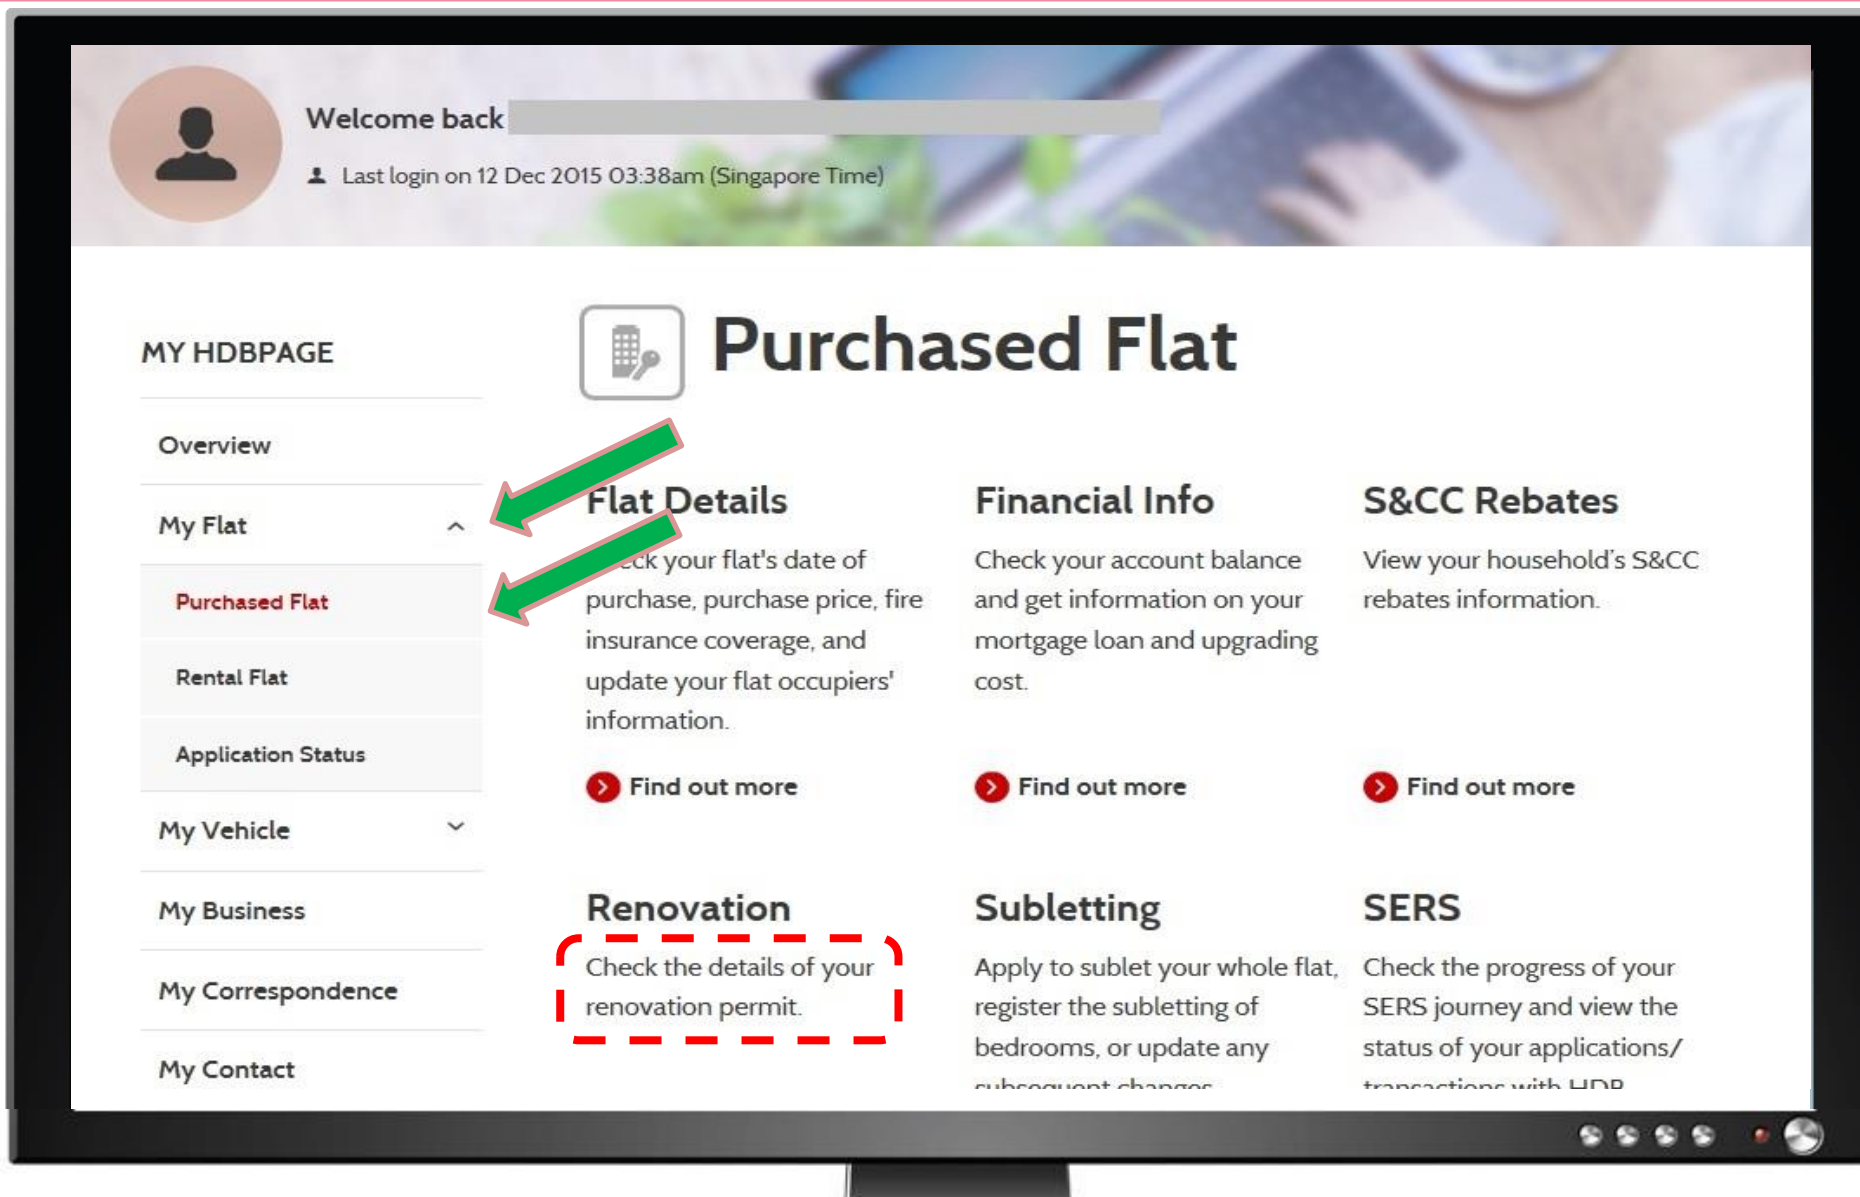 Welcome back
Last login on 12 Dec 2015 03:38am (Singapore Time)
MY HDBPAGE
Overview
My Flat
Purchased Flat
Rental Flat
Application Status
My Vehicle
My Business
My Correspondence
My Contact
Purchased Flat
Flat Details
your flat's date of
purchase, purchase price, fire
insurance coverage, and
update your flat occupiers'
information.
Find out more
Financial Info
Check your account balance
and get information on your
mortgage loan and upgrading
cost.
Find out more
S&CC Rebates
View your household's S&CC
rebates information.
Find out more
Renovation
Check the details of your
renovation permit.
Subletting
Apply to sublet your whole flat,
register the subletting of
bedrooms, or update any
subsequent changes
SERS
Check the progress of your
SERS journey and view the
status of your applications/
transactions with HDB